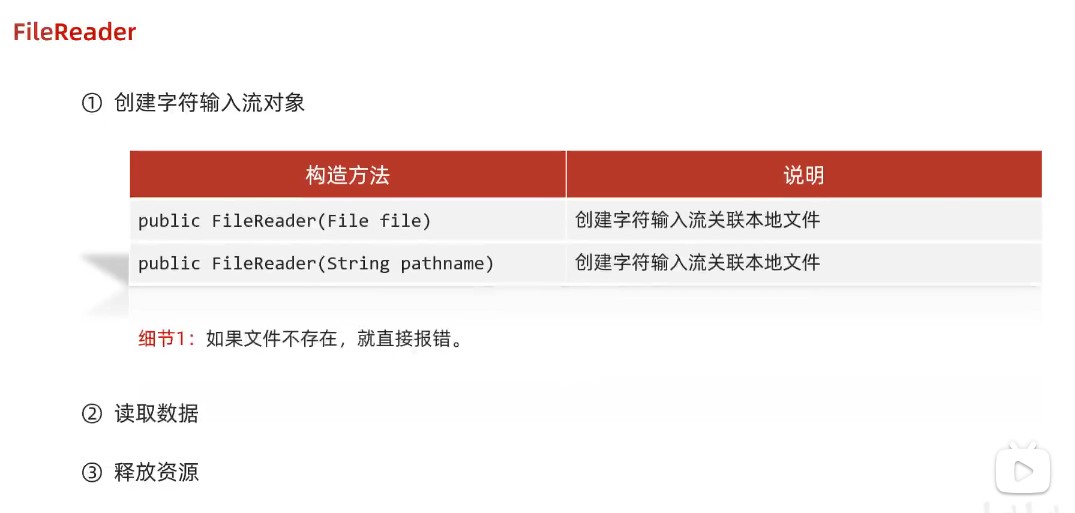 FileReader
① 创建字符输入流对象
构造方法 说明
public FileReader(File file) 创建字符输入流关联本地文件
public FileReader(String pathname) 创建字符输入流关联本地文件
细节1：如果文件不存在，就直接报错。
② 读取数据
③ 释放资源